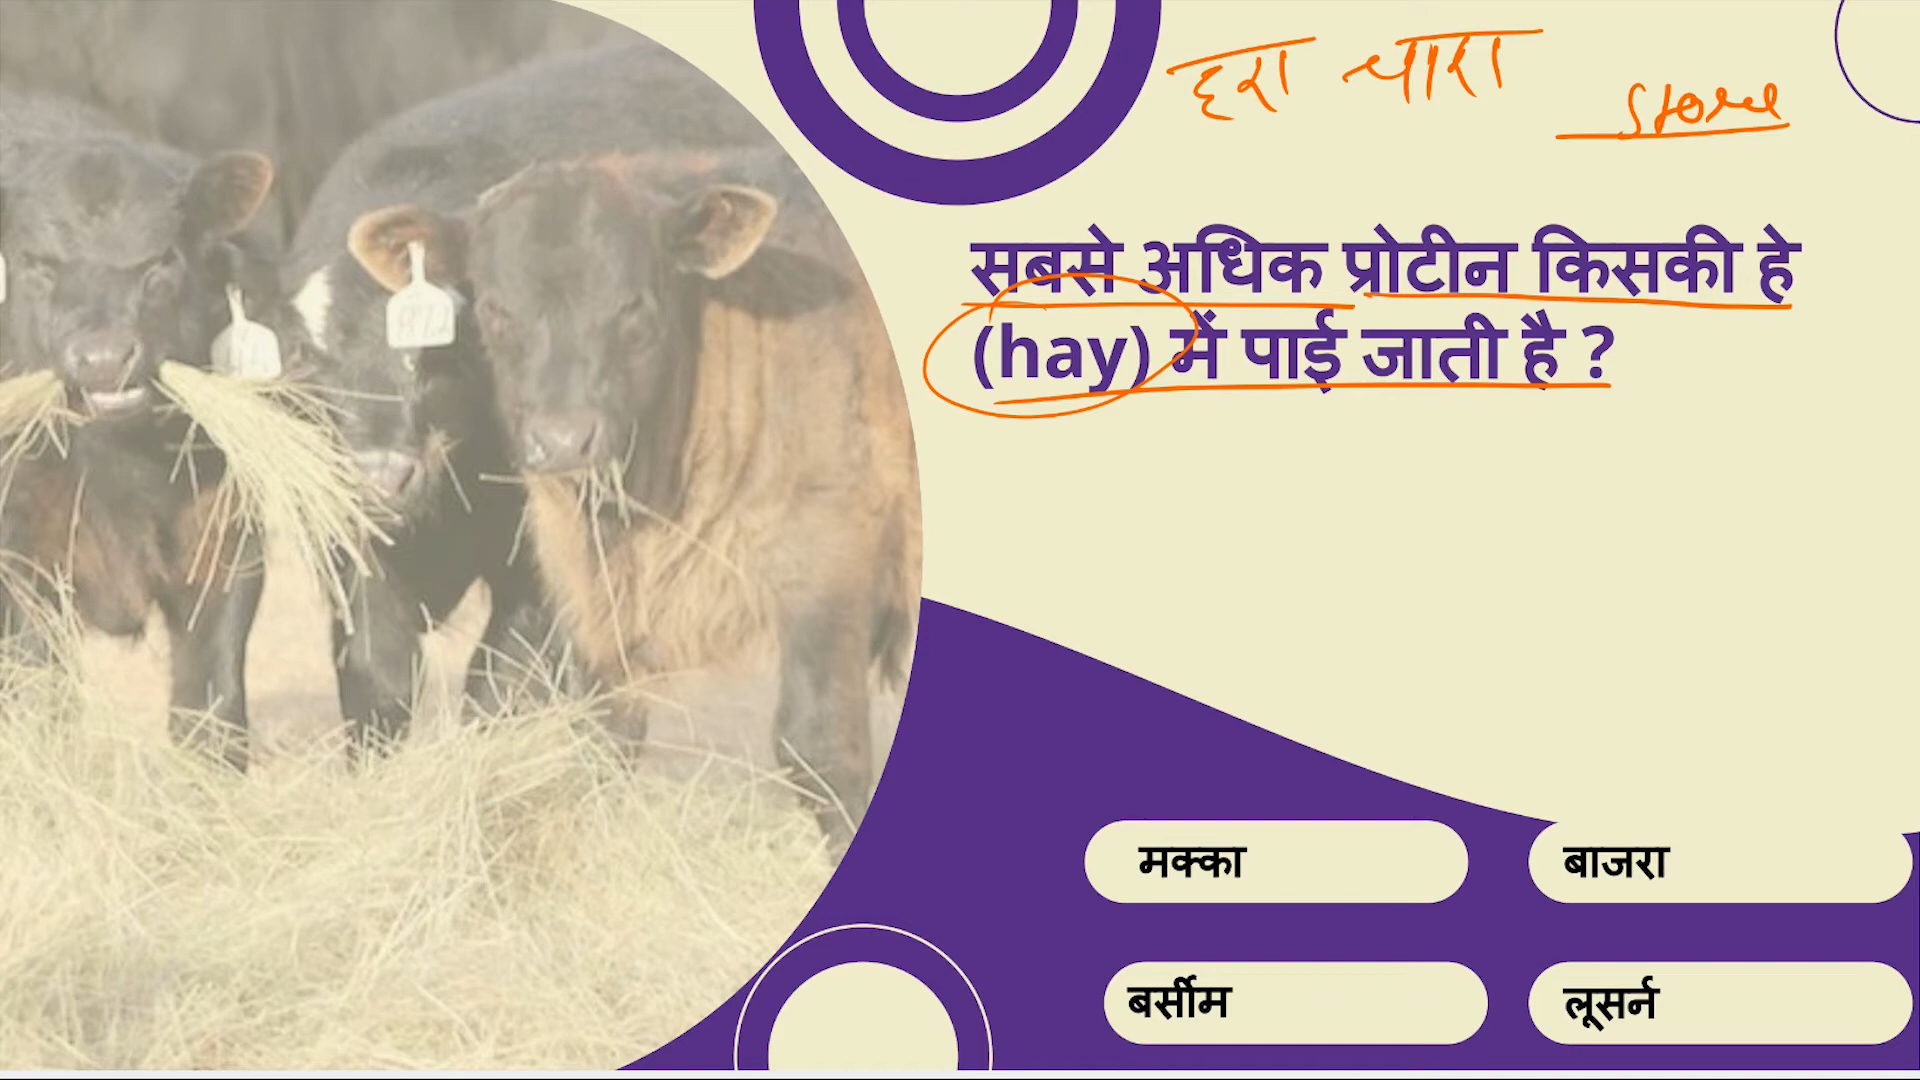 हरा चारा
store
सबसे अधिक प्रोटीन किसकी हे
(hay) में पाई जाती है ?
मक्का
बाजरा
बर्सीम
लूसर्न